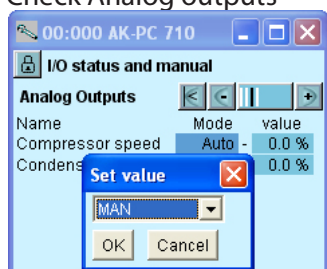 Check Analog outputs
00:000 AK-PC 710
I/O status and manual
Analog Outputs
Name Mode value
Compressor speed Auto - 0.0 %
Condens 0.0 %
Set value
MAN
OK Cancel